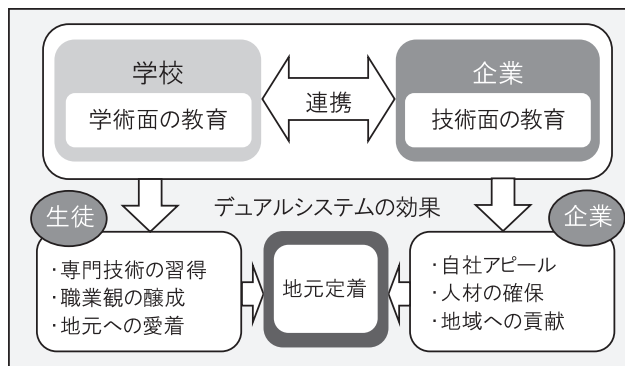 学校
学術面の教育
連携
企業
技術面の教育
デュアルシステムの効果
生徒
・専門技術の習得
・職業観の醸成
・地元への愛着
地元定着
企業
・自社アピール
・人材の確保
・地域への貢献